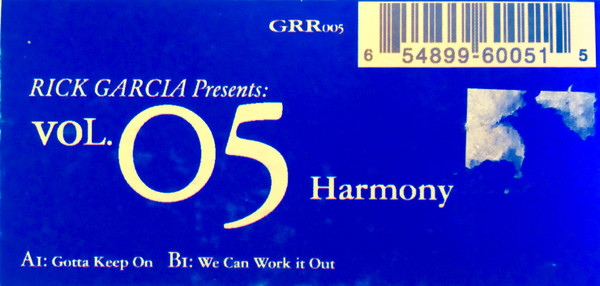 GRR005
6 54899-60051 5
RICK GARCIA Presents:
VOL. 05
Harmony
A1: Gotta Keep On B1: We Can Work it Out